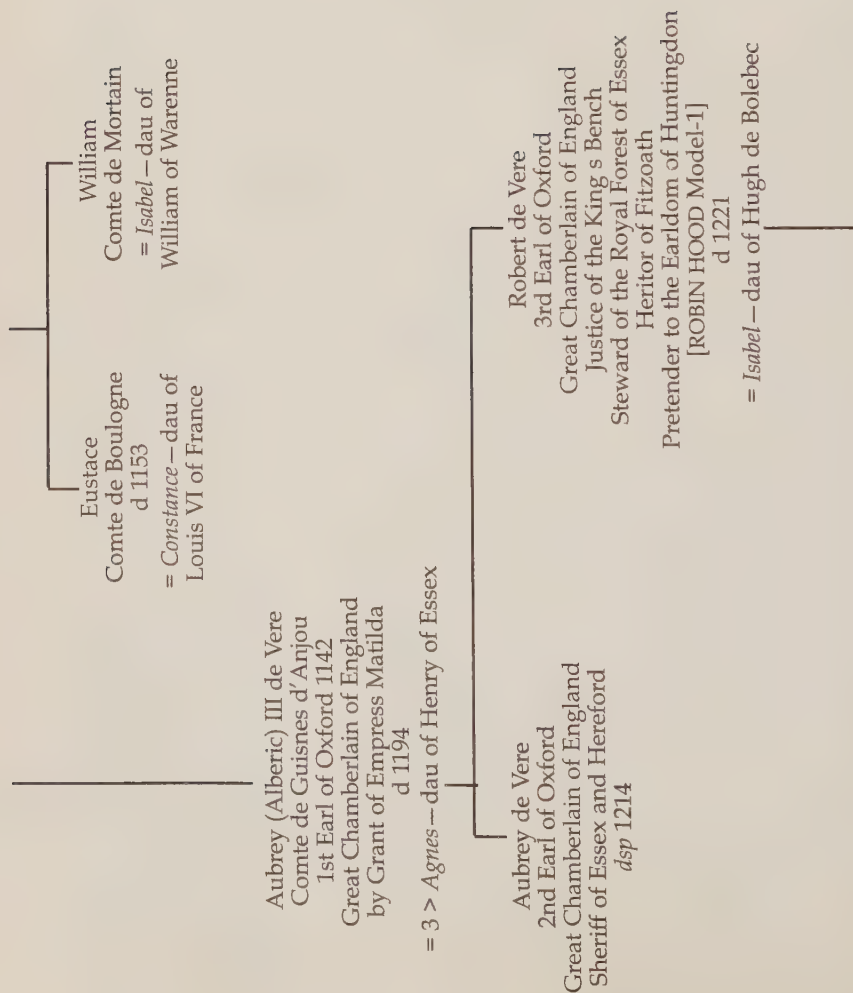 Eustace
Comte de Boulogne
d 1153
= Constance—dau of
Louis VI of France
William
Comte de Mortain
= Isabel—dau of
William of Warenne
Aubrey (Alberic) III de Vere
Comte de Guisnes d'Anjou
1st Earl of Oxford 1142
Great Chamberlain of England
by Grant of Empress Matilda
d 1194
= 3 > Agnes—dau of Henry of Essex
Aubrey de Vere
2nd Earl of Oxford
Great Chamberlain of England
Sheriff of Essex and Hereford
dsp 1214
Robert de Vere
3rd Earl of Oxford
Great Chamberlain of England
Justice of the King s Bench
Steward of the Royal Forest of Essex
Heritor of Fitzoath
Pretender to the Earldom of Huntingdon
[ROBIN HOOD Model-1]
d 1221
= Isabel—dau of Hugh de Bolebec